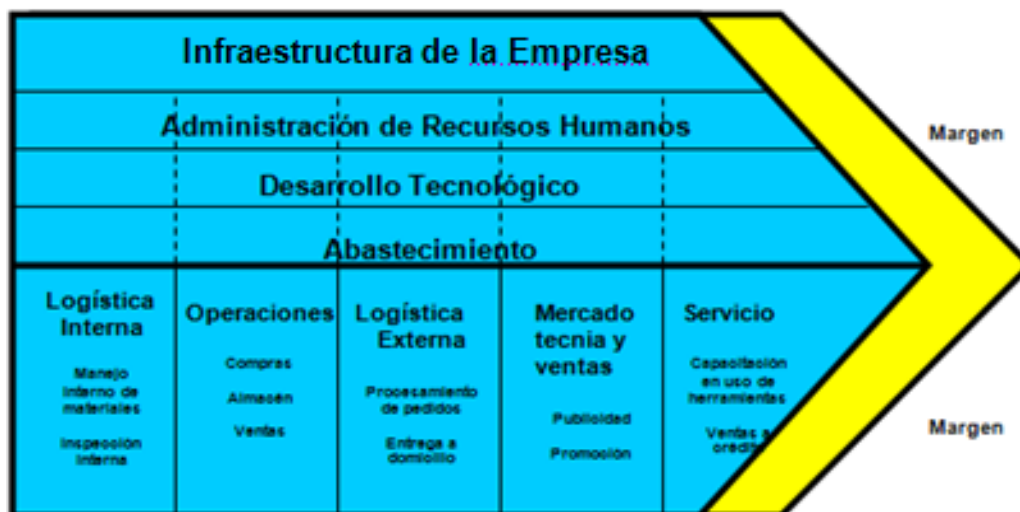 Infraestructura de la Empresa
Administración de Recursos Humanos
Desarrollo Tecnológico
Abastecimiento
Margen
Logística
Interna
Manejo
interno de
materiales
Inspección
interna
Operaciones
Compras
Almacén
Ventas
Logística
Externa
Procesamiento
de pedidos
Entrega a
domicilio
Mercado
tecnia y
ventas
Publicidad
Promoción
Servicio
Capacitación
en uso de
herramientas
Ventas a
crédito
Margen